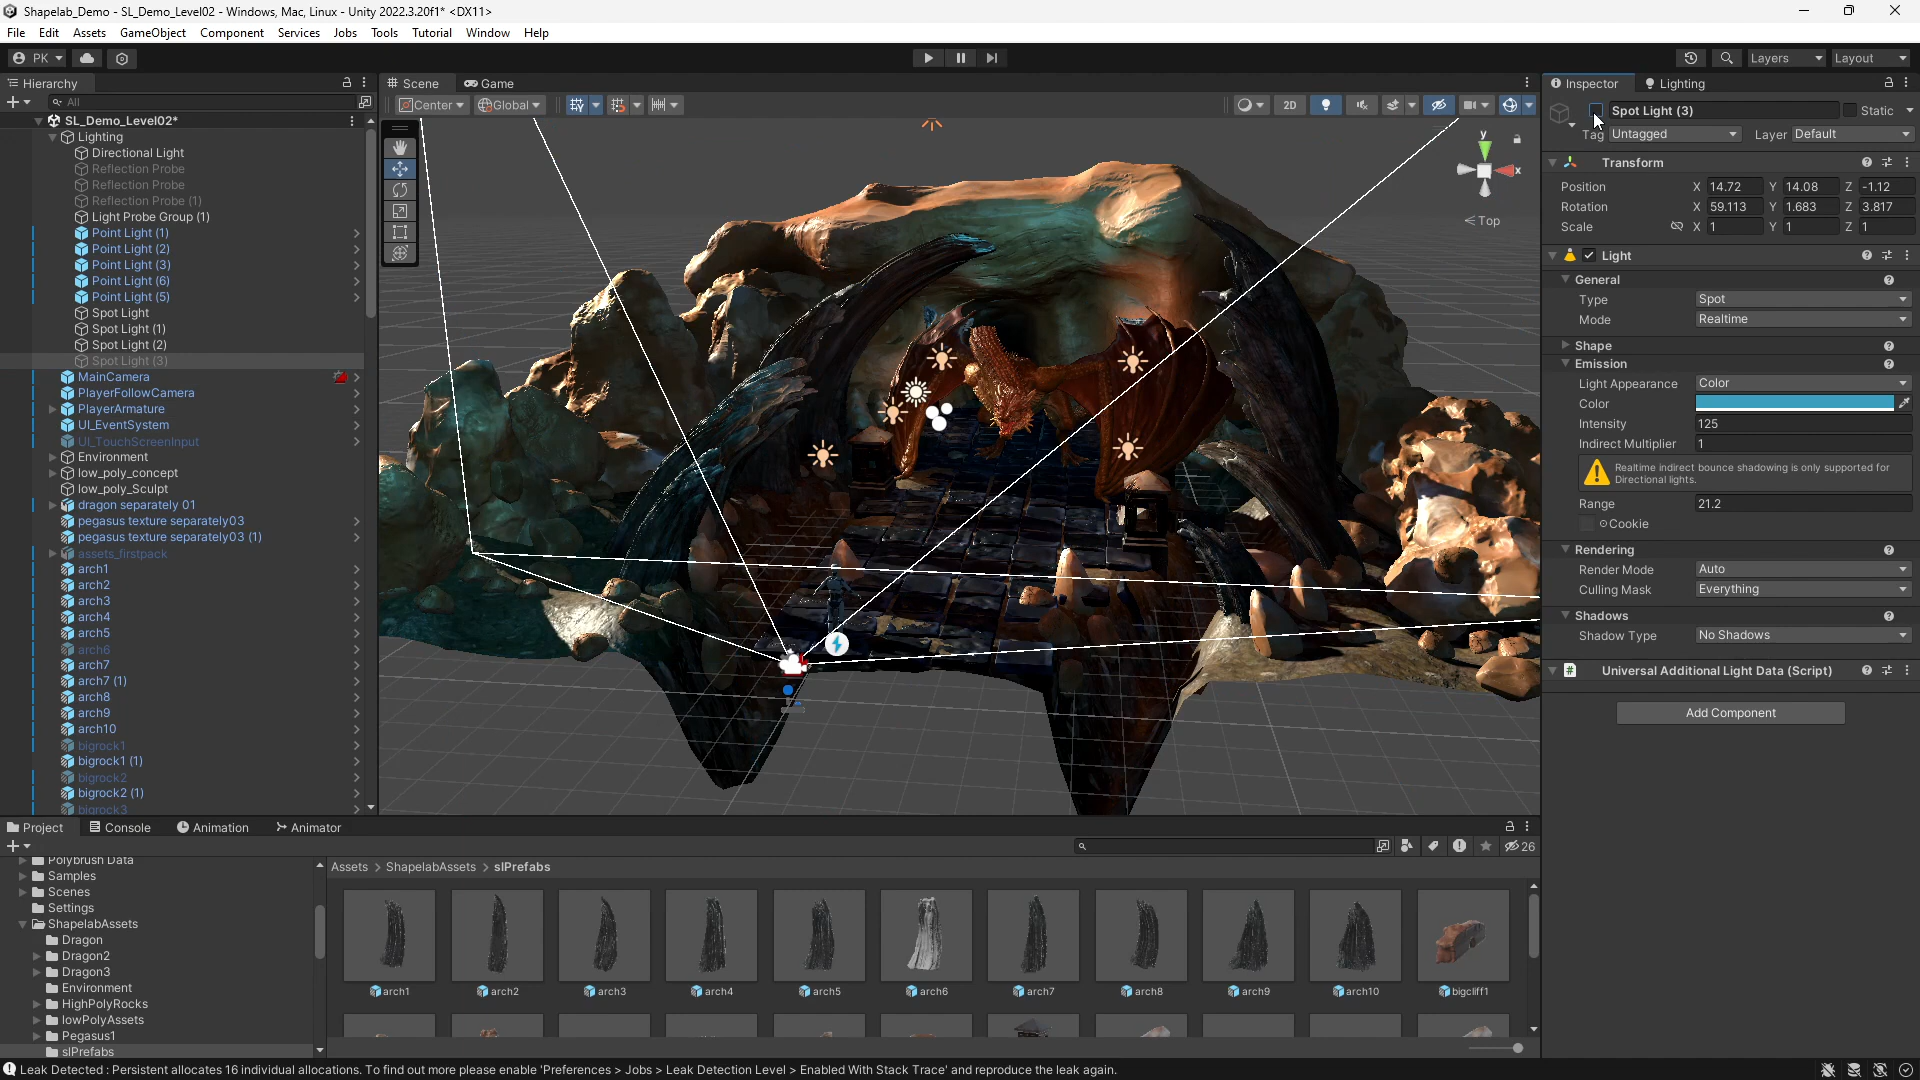 Shapelab_Demo - SL_Demo_Level02 - Windows, Mac, Linux - Unity 2022.3.20f1* <DX11>
File Edit Assets GameObject Component Services Jobs Tools Tutorial Window Help
PK
Layers
Layout
Hierarchy
Scene
Game
Inspector
Lighting
All
Center
Global
2D
SL_Demo_Level02*
Lighting
Directional Light
Reflection Probe
Reflection Probe
Reflection Probe (1)
Light Probe Group (1)
Point Light (1)
Point Light (2)
Point Light (3)
Point Light (6)
Point Light (5)
Spot Light
Spot Light (1)
Spot Light (2)
Spot Light (3)
MainCamera
PlayerFollowCamera
PlayerArmature
UI_EventSystem
UI_TouchScreenInput
Environment
low_poly_concept
low_poly_Sculpt
dragon separately 01
pegasus texture separately03
pegasus texture separately03 (1)
assets_firstpack
arch1
arch2
arch3
arch4
arch5
arch6
arch7
arch7 (1)
arch8
arch9
arch10
bigrock1
bigrock1 (1)
bigrock2
bigrock2 (1)
bigrock3
y
x
< Top
Spot Light (3)
Static
Tag Untagged
Layer Default
Transform
Position X 14.72 Y 14.08 Z -1.12
Rotation X 59.113 Y 1.683 Z 3.817
Scale X 1 Y 1 Z 1
Light
General
Type Spot
Mode Realtime
Shape
Emission
Light Appearance Color
Color
Intensity 125
Indirect Multiplier 1
Realtime indirect bounce shadowing is only supported for
Directional lights.
Range 21.2
Cookie
Rendering
Render Mode Auto
Culling Mask Everything
Shadows
Shadow Type No Shadows
# Universal Additional Light Data (Script)
Add Component
Project
Console
Animation
Animator
26
Polybrush Data
Samples
Scenes
Settings
ShapelabAssets
Dragon
Dragon2
Dragon3
Environment
HighPolyRocks
lowPolyAssets
Pegasus1
slPrefabs
Assets > ShapelabAssets > slPrefabs
arch1
arch2
arch3
arch4
arch5
arch6
arch7
arch8
arch9
arch10
bigcliff1
Leak Detected : Persistent allocates 16 individual allocations. To find out more please enable 'Preferences > Jobs > Leak Detection Level > Enabled With Stack Trace' and reproduce the leak again.